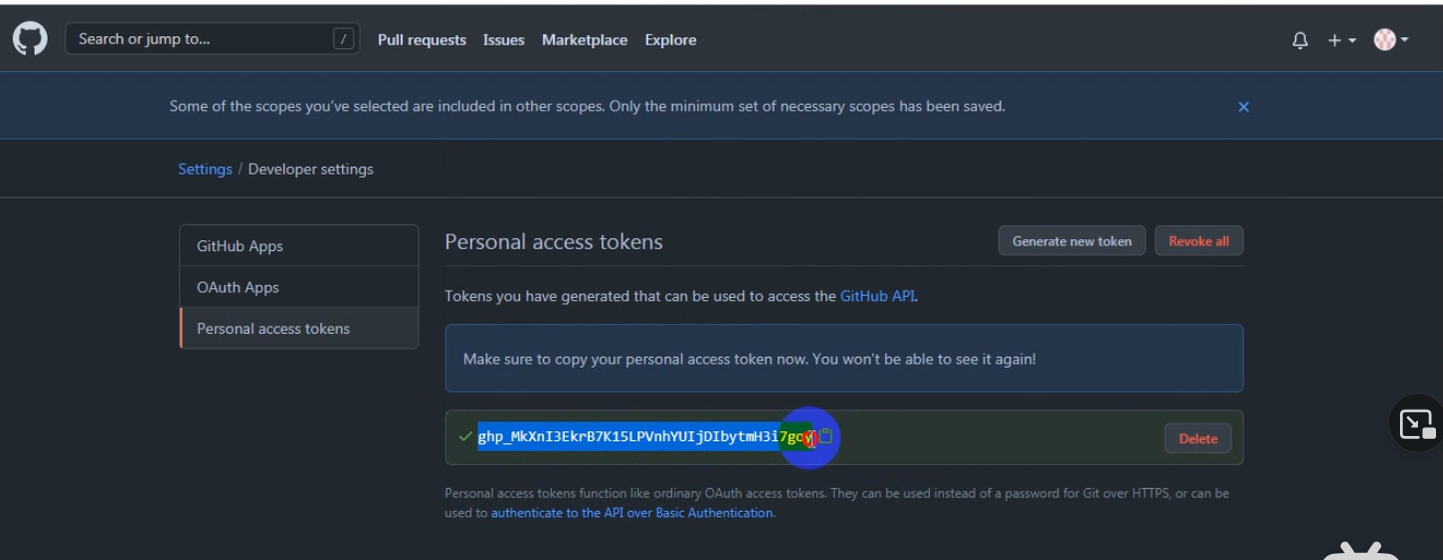 Search or jump to... /
Pull requests Issues Marketplace Explore
Some of the scopes you've selected are included in other scopes. Only the minimum set of necessary scopes has been saved.
Settings / Developer settings
GitHub Apps
OAuth Apps
Personal access tokens
Personal access tokens
Generate new token
Revoke all
Tokens you have generated that can be used to access the GitHub API.
Make sure to copy your personal access token now. You won't be able to see it again!
Delete
Personal access tokens function like ordinary OAuth access tokens. They can be used instead of a password for Git over HTTPS, or can be
used to authenticate to the API over Basic Authentication.